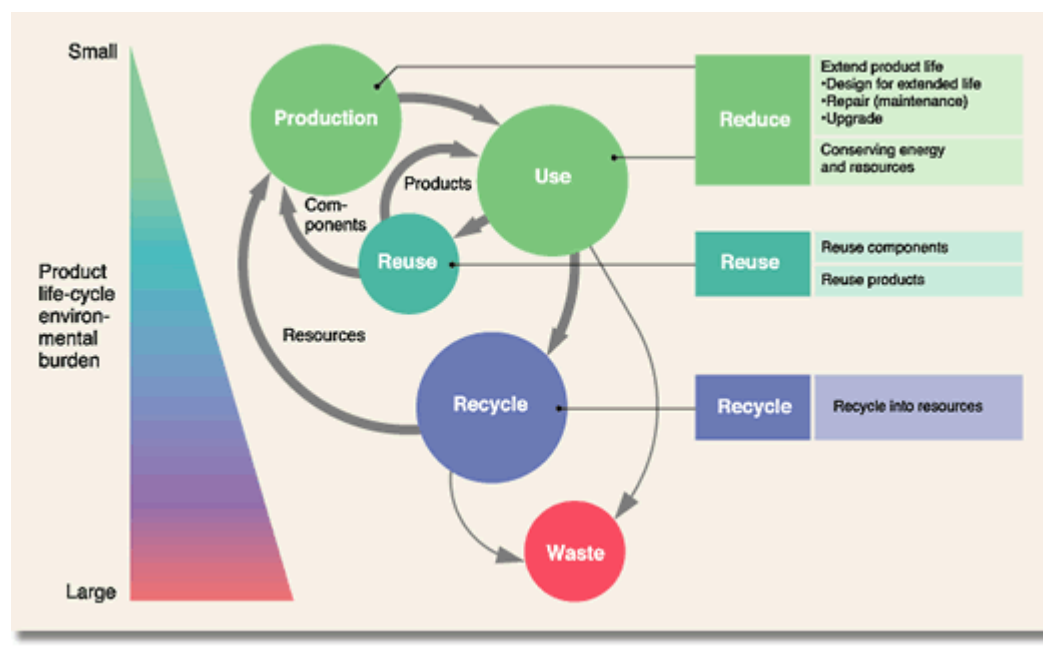 Small
Product
life-cycle
environ-
mental
burden
Large
Production
Use
Products
Com-
ponents
Reuse
Resources
Recycle
Waste
Reduce
Extend product life
•Design for extended life
•Repair (maintenance)
•Upgrade
Conserving energy
and resources
Reuse
Reuse components
Reuse products
Recycle
Recycle into resources